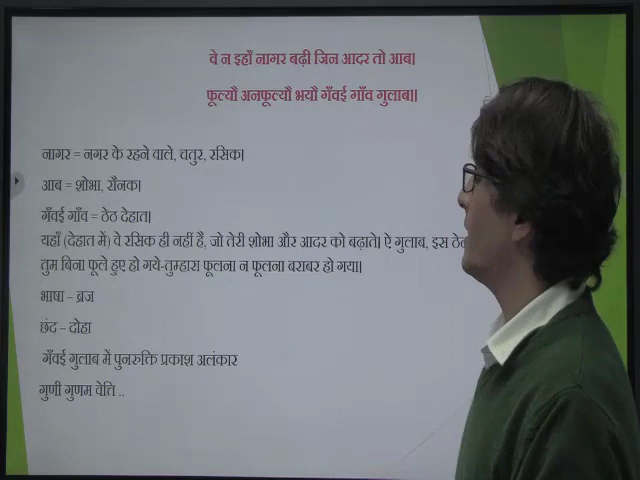 वे न इहाँ नागर बढ़ी जिन आदर तो आब।
फूल्यौ अनफूल्यौ भयौ गँवई गाँव गुलाब॥
नागर = नगर के रहने वाले, चतुर, रसिक।
आब = शोभा, रौनक।
गँवई गाँव = ठेठ देहात।
यहाँ (देहात में) वे रसिक ही नहीं है, जो तेरी शोभा और आदर को बढ़ाते। ऐ गुलाब, इस
तुम बिना फूले हुए हो गये-तुम्हारा फूलना न फूलना बराबर हो गया।
भाषा – व्रज
छंद – दोहा
गँवई गुलाब में पुनरुक्ति प्रकाश अलंकार
गुणी गुणम वेत्ति ..